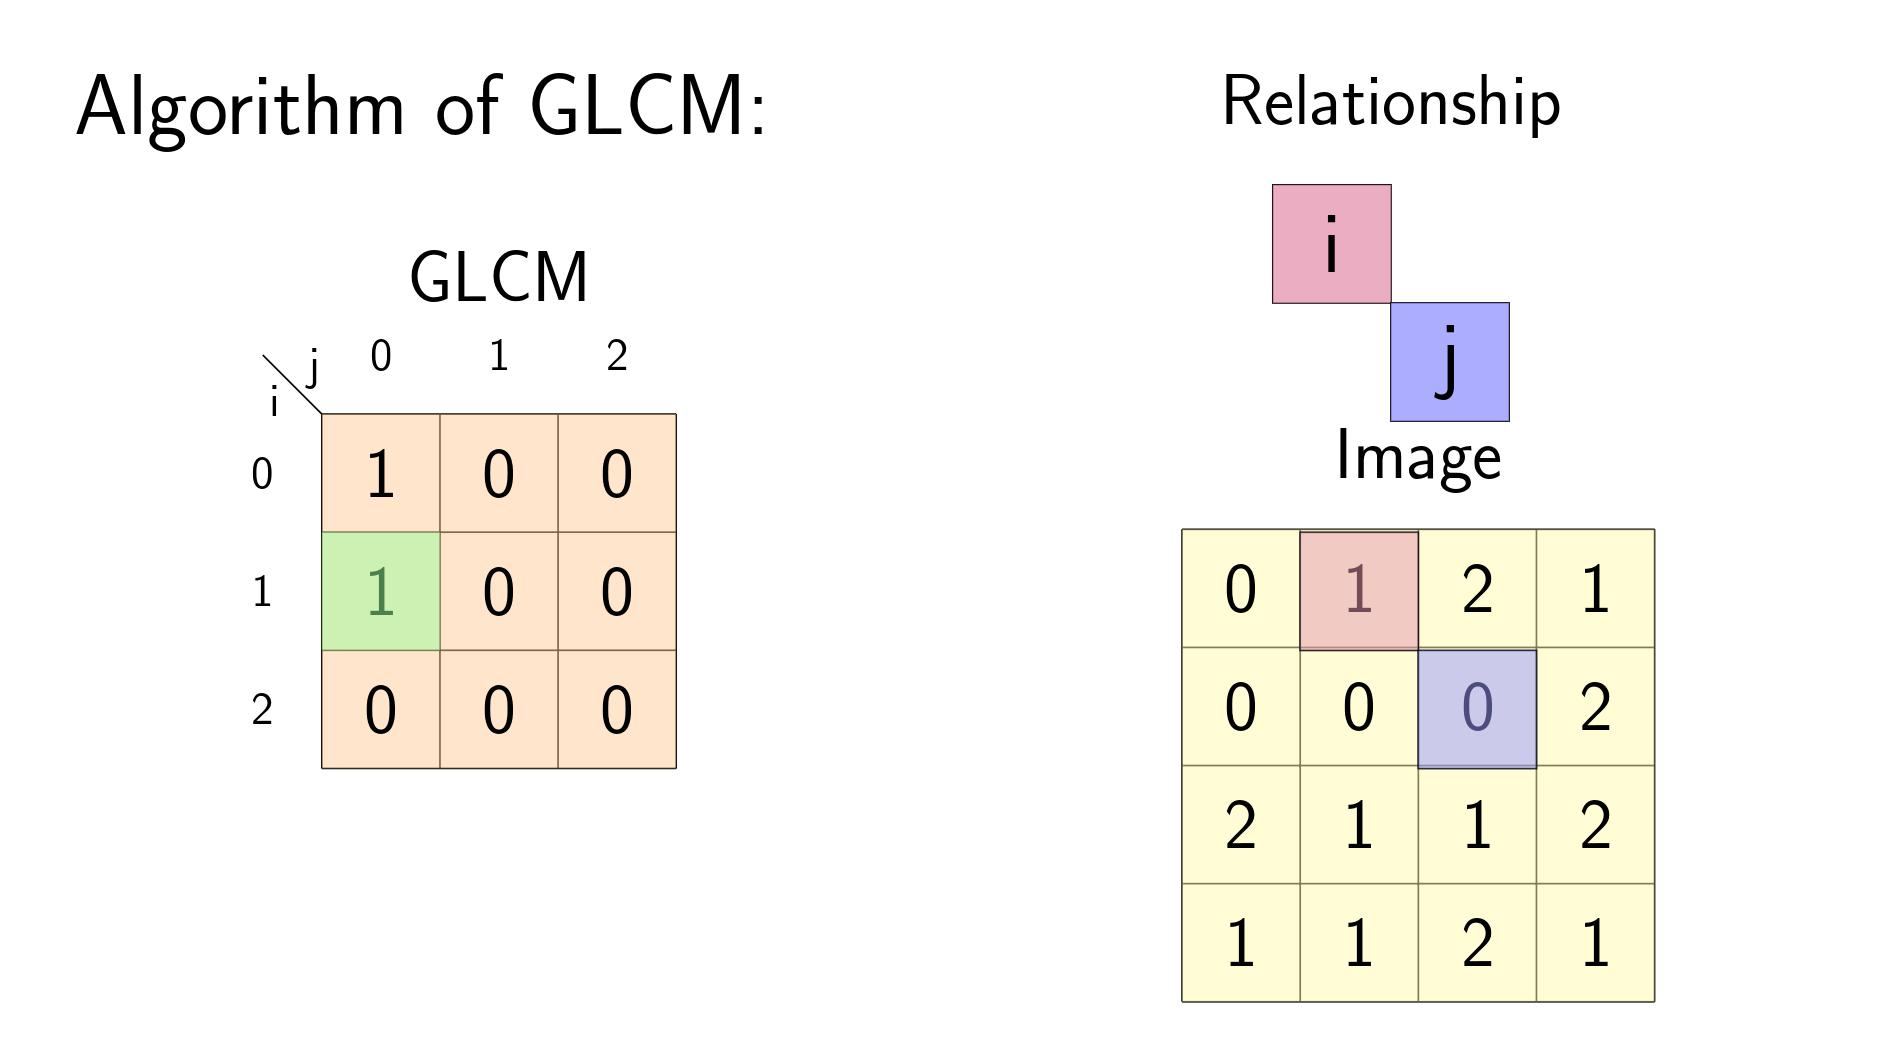 Algorithm of GLCM:
GLCM
j 0 1 2
i
0 1 0 0
1 1 0 0
2 0 0 0
Relationship
i
j
Image
0 1 2 1
0 0 0 2
2 1 1 2
1 1 2 1